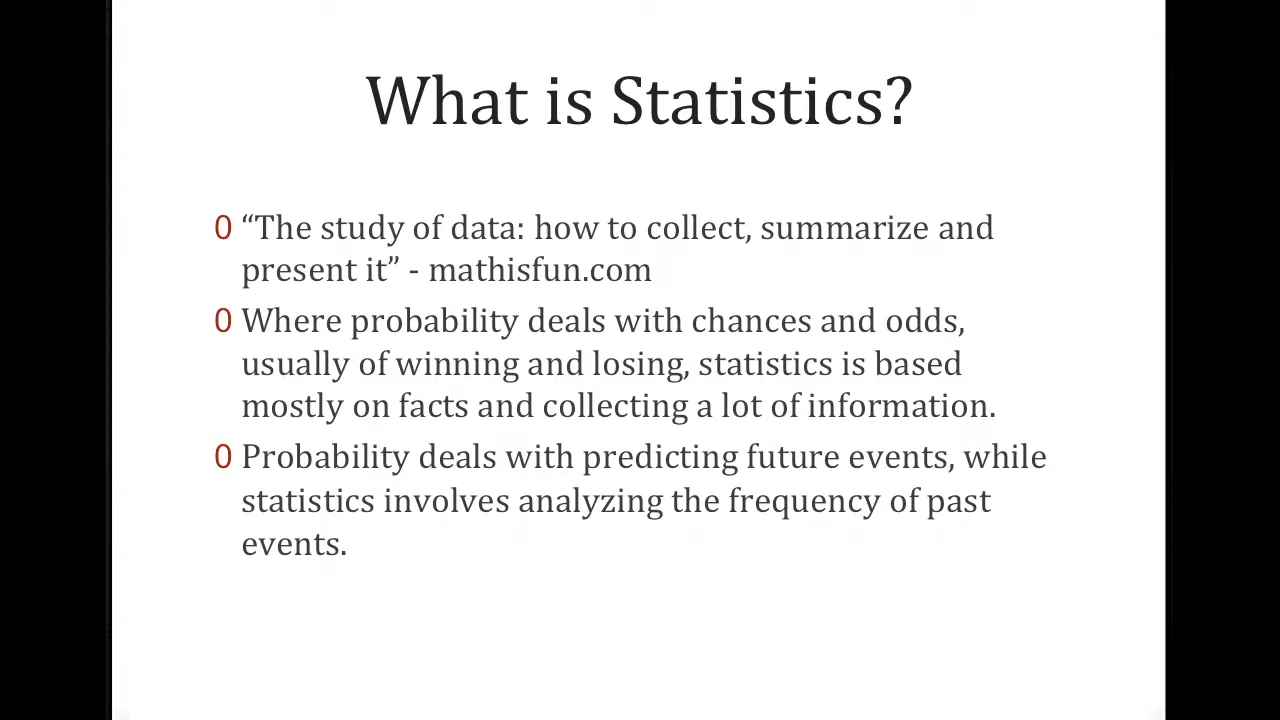 What is Statistics?
0 “The study of data: how to collect, summarize and
present it” - mathisfun.com
0 Where probability deals with chances and odds,
usually of winning and losing, statistics is based
mostly on facts and collecting a lot of information.
0 Probability deals with predicting future events, while
statistics involves analyzing the frequency of past
events.